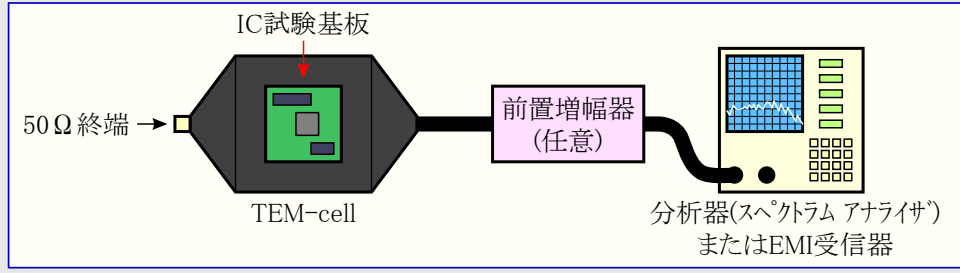 IC試験基板
50Ω終端
TEM-cell
前置増幅器
(任意)
分析器(スペクトラム アナライザ)
またはEMI受信器